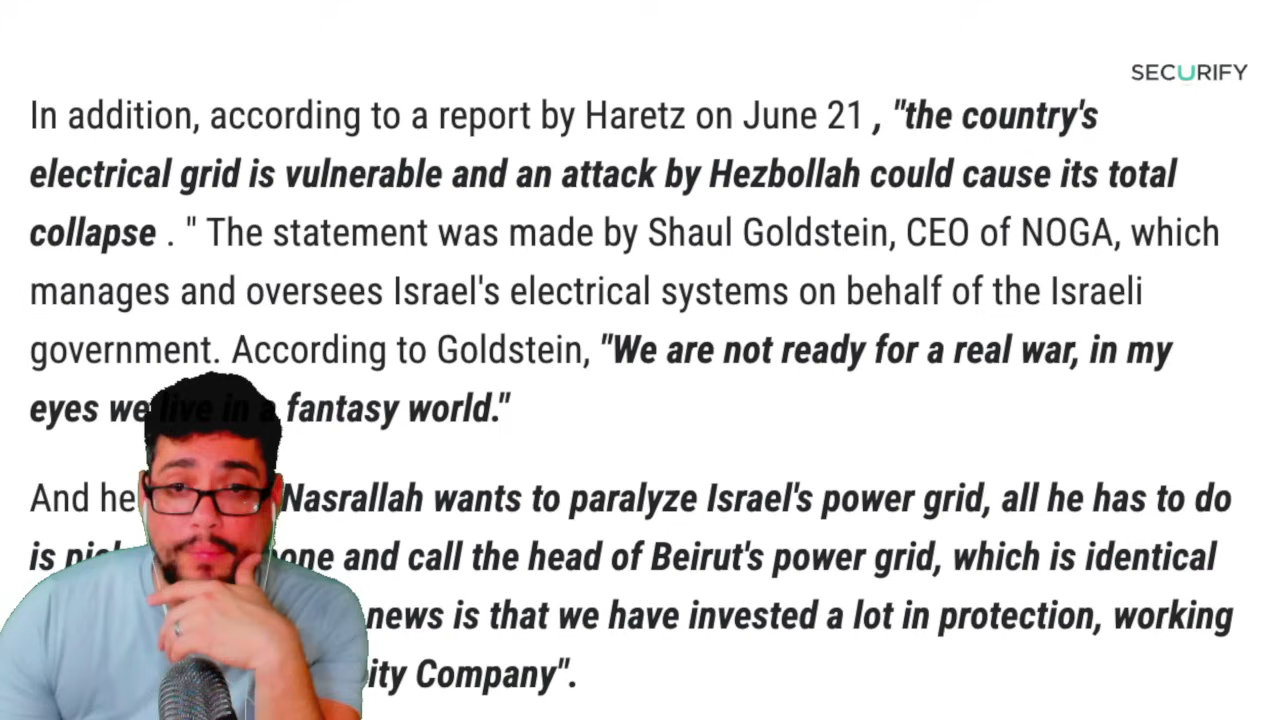 SECURIFY
In addition, according to a report by Haretz on June 21 , "the country's
electrical grid is vulnerable and an attack by Hezbollah could cause its total
collapse . " The statement was made by Shaul Goldstein, CEO of NOGA, which
manages and oversees Israel's electrical systems on behalf of the Israeli
government. According to Goldstein, "We are not ready for a real war, in my
eyes we live in a fantasy world."
And he Nasrallah wants to paralyze Israel's power grid, all he has to do
is and call the head of Beirut's power grid, which is identical
news is that we have invested a lot in protection, working
Company".